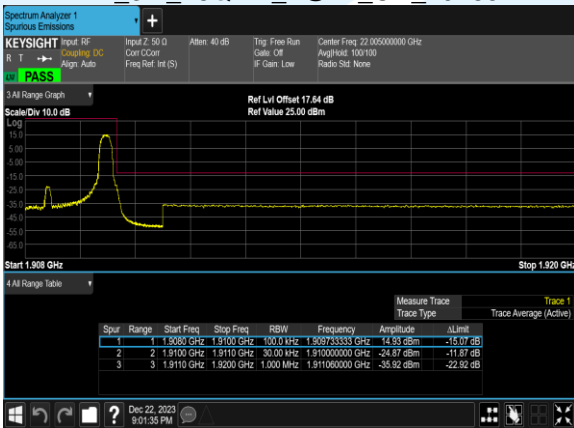 Spectrum Analyzer 1
Spurious Emissions
+
KEYSIGHT Input: RF Input Z: 50 Ω Atten: 40 dB Trig: Free Run Center Freq: 22.005000000 GHz
R T Coupling: DC Corr CCorr Gate: Off Avg|Hold: 100/100
Align: Auto Freq Ref: Int (S) IF Gain: Low Radio Std: None
PASS
3 All Range Graph
Ref Lvl Offset 17.64 dB
Scale/Div 10.0 dB Ref Value 25.00 dBm
Log
15.0
5.00
-5.00
-15.0
-25.0
-35.0
-45.0
-55.0
-65.0
Start 1.908 GHz Stop 1.920 GHz
4 All Range Table
Measure Trace Trace 1
Trace Type Trace Average (Active)
Spur Range Start Freq Stop Freq RBW Frequency Amplitude ΔLimit
1 1 1.9080 GHz 1.9100 GHz 100.0 kHz 1.909733333 GHz 14.93 dBm -15.07 dB
2 2 1.9100 GHz 1.9110 GHz 30.00 kHz 1.910000000 GHz -24.87 dBm -11.87 dB
3 3 1.9110 GHz 1.9200 GHz 1.000 MHz 1.911060000 GHz -35.92 dBm -22.92 dB
? Dec 22, 2023
9:01:35 PM